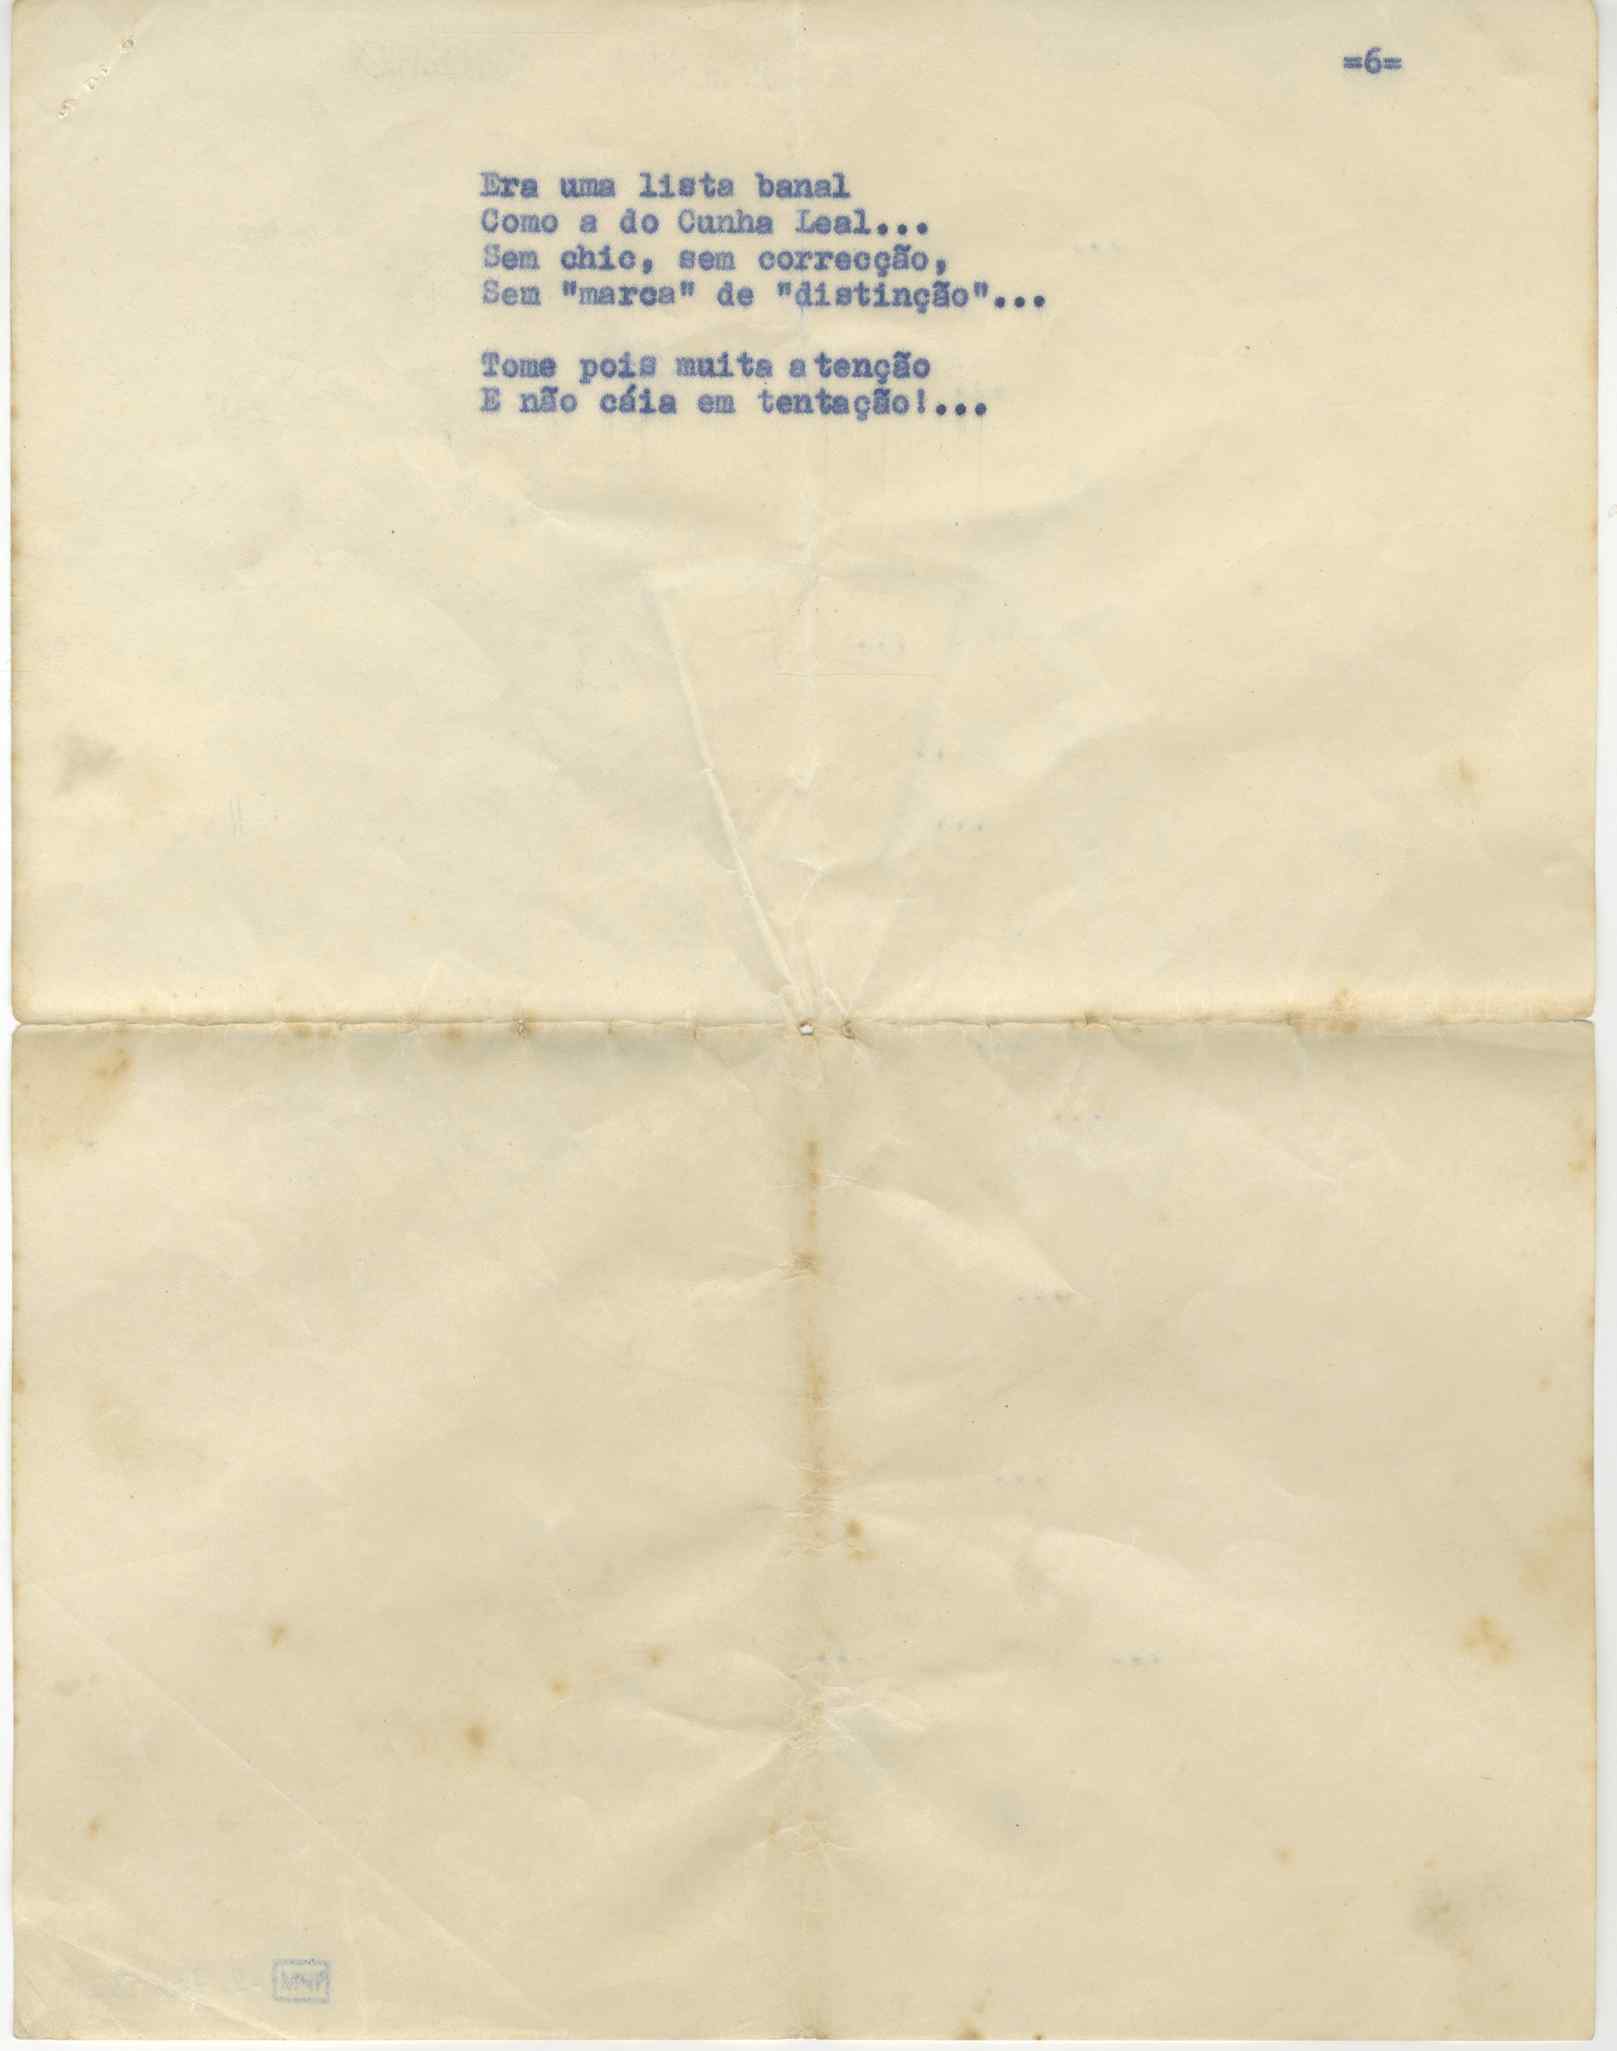 =6=
Era uma lista banal
Como a do Cunha Leal...
Sem chic, sem correcção,
Sem "marca" de "distinção"...
Tome pois muita atenção
E não cáia em tentação!...